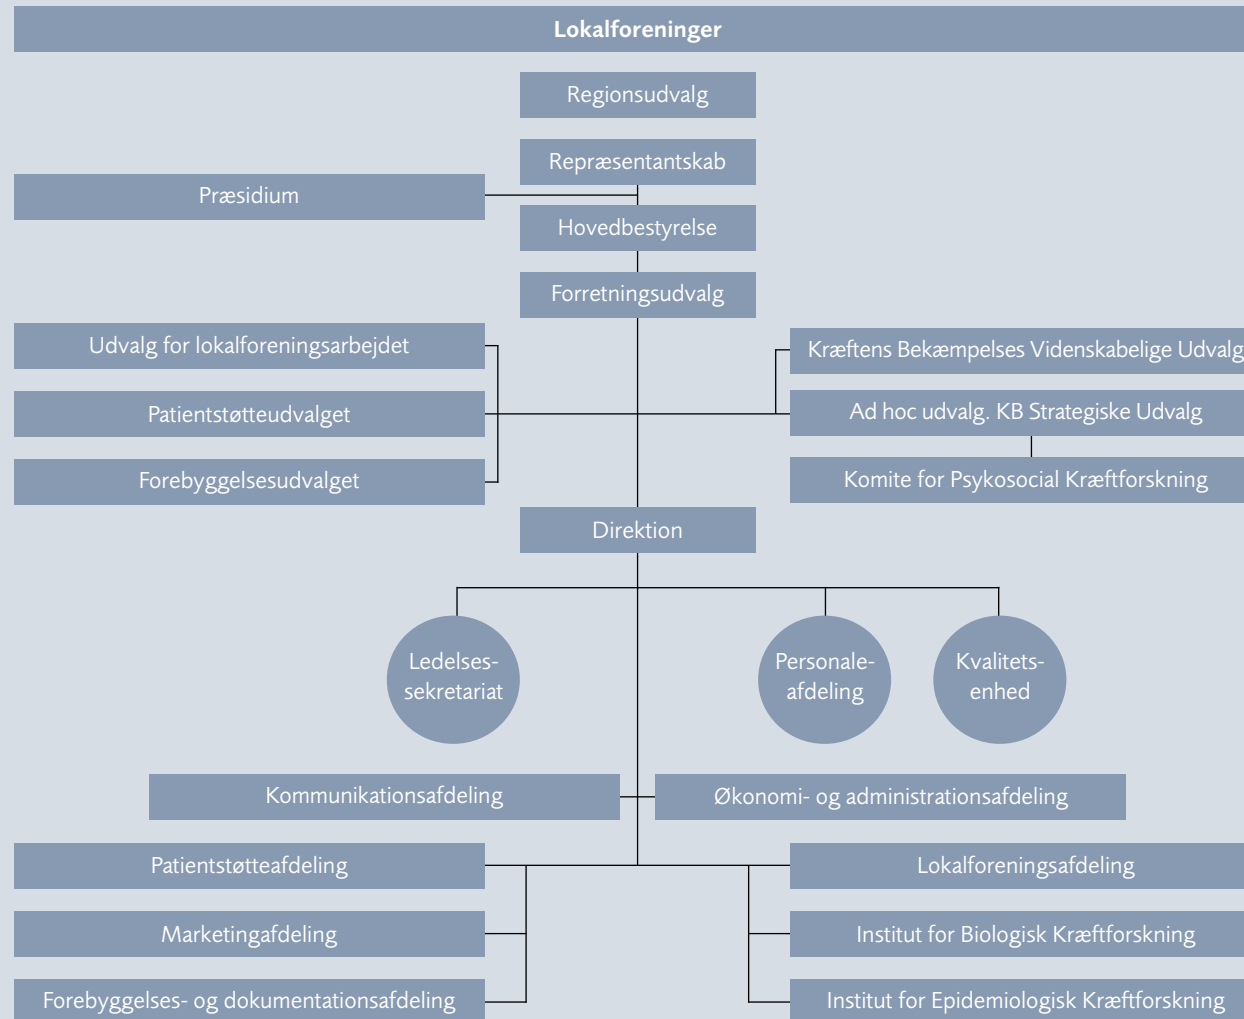 Lokalforeninger
Regionsudvalg
Repræsentantskab
Præsidium
Hovedbestyrelse
Forretningsudvalg
Udvalg for lokalforeningsarbejdet
Kræftens Bekæmpelses Videnskabelige Udvalg
Patientstøtteudvalget
Ad hoc udvalg. KB Strategiske Udvalg
Forebyggelsesudvalget
Komite for Psykosocial Kræftforskning
Direktion
Ledelses-
sekretariat
Personale-
afdeling
Kvalitets-
enhed
Kommunikationsafdeling
Økonomi- og administrationsafdeling
Patientstøtteafdeling
Lokalforeningsafdeling
Marketingafdeling
Institut for Biologisk Kræftforskning
Forebyggelses- og dokumentationsafdeling
Institut for Epidemiologisk Kræftforskning